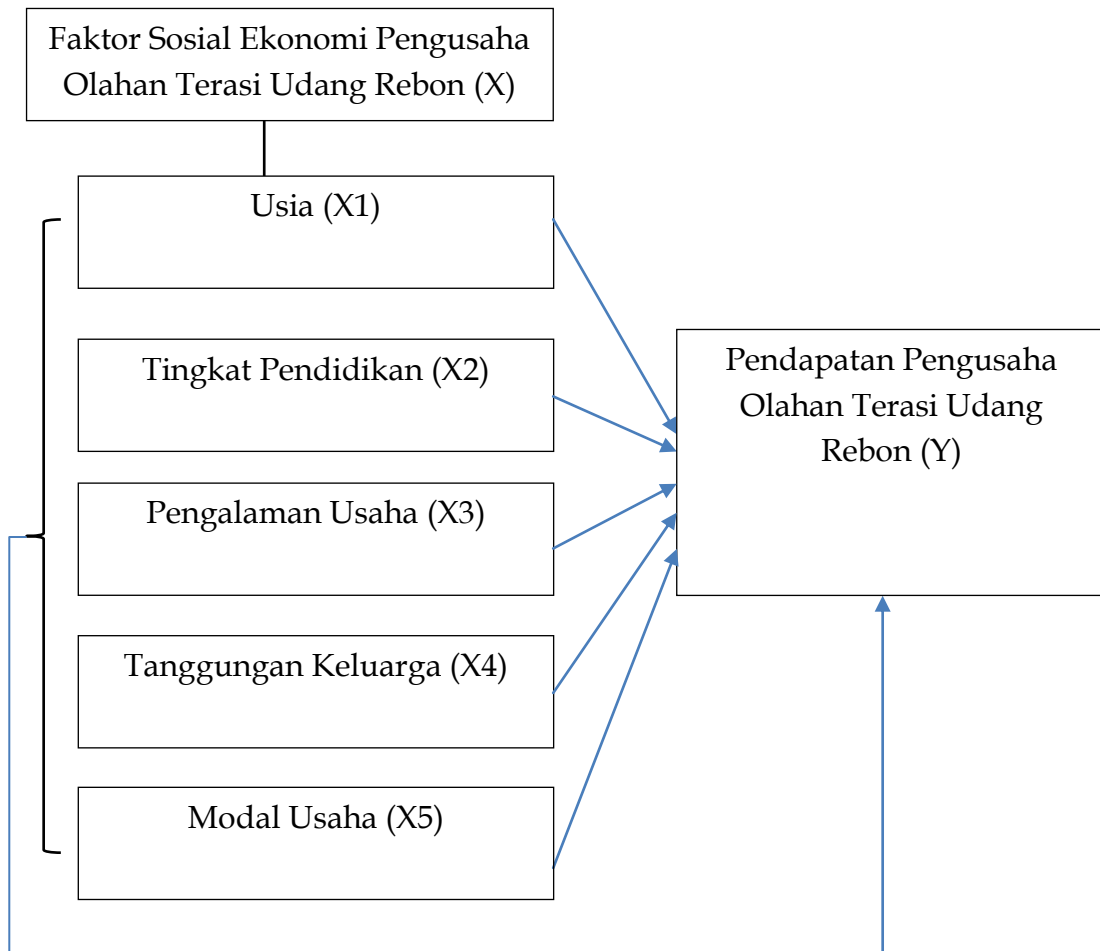 Faktor Sosial Ekonomi Pengusaha
Olahan Terasi Udang Rebon (X)
Usia (X1)
Tingkat Pendidikan (X2)
Pengalaman Usaha (X3)
Tanggungan Keluarga (X4)
Modal Usaha (X5)
Pendapatan Pengusaha
Olahan Terasi Udang
Rebon (Y)